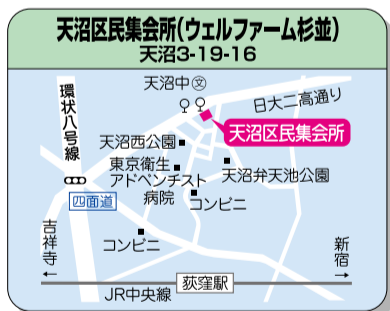 天沼区民集会所(ウェルファーム杉並)
天沼3-19-16
天沼中文
日大二高通り
環状八号線
天沼区民集会所
天沼西公園
東京衛生
アドベンチスト
病院
天沼弁天池公園
コンビニ
四面道
コンビニ
吉祥寺
新宿
←
→
荻窪駅
JR中央線